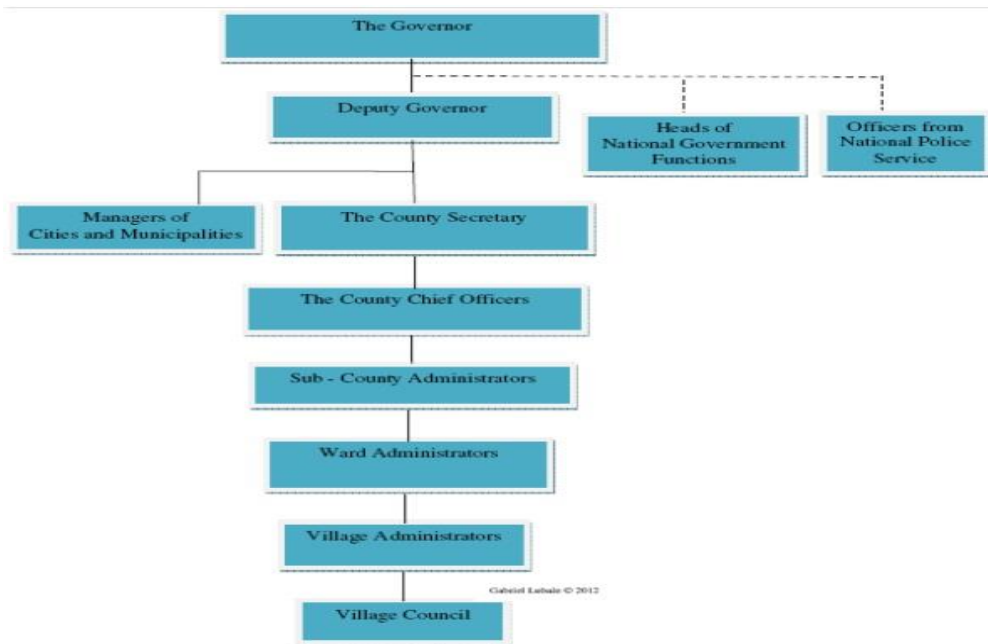 The Governor
Deputy Governor
Heads of
National Government
Functions
Officers from
National Police
Service
Managers of
Cities and Municipalities
The County Secretary
The County Chief Officers
Sub - County Administrators
Ward Administrators
Village Administrators
Gabriel Lubale © 2012
Village Council